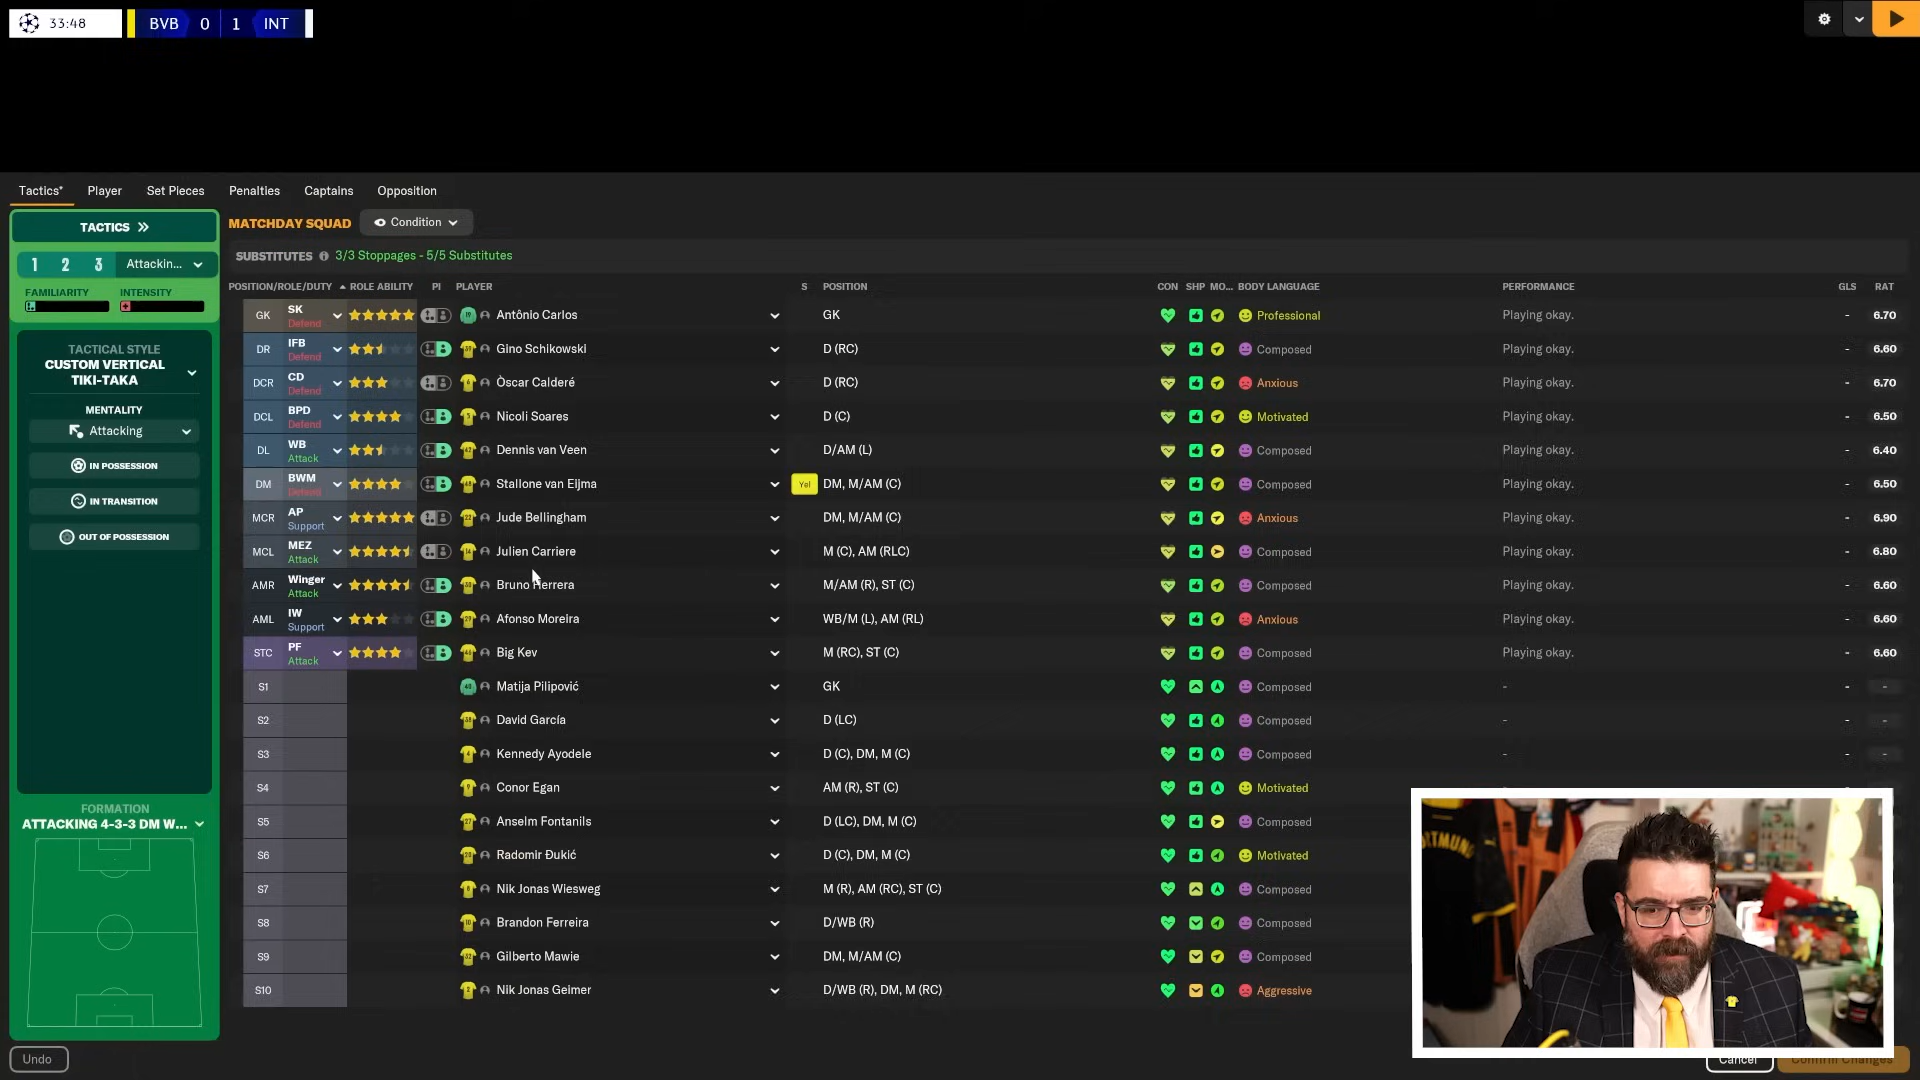 33:48 BVB 0 1 INT
Tactics* Player Set Pieces Penalties Captains Opposition
TACTICS
1 2 3 Attackin...
FAMILIARITY INTENSITY
TACTICAL STYLE
CUSTOM VERTICAL
TIKI-TAKA
MENTALITY
Attacking
IN POSSESSION
IN TRANSITION
OUT OF POSSESSION
FORMATION
ATTACKING 4-3-3 DM W...
MATCHDAY SQUAD Condition
SUBSTITUTES 3/3 Stoppages - 5/5 Substitutes
POSITION/ROLE/DUTY ROLE ABILITY PI PLAYER S POSITION CON SHP MO... BODY LANGUAGE PERFORMANCE GLS RAT
GK SK Defend Antônio Carlos GK Professional Playing okay. - 6.70
DR IFB Defend Gino Schikowski D (RC) Composed Playing okay. - 6.60
DCR CD Defend Òscar Calderé D (RC) Anxious Playing okay. - 6.70
DCL BPD Defend Nicoli Soares D (C) Motivated Playing okay. - 6.50
DL WB Attack Dennis van Veen D/AM (L) Composed Playing okay. - 6.40
DM BWM Defend Stallone van Eijma Yel DM, M/AM (C) Composed Playing okay. - 6.50
MCR AP Support Jude Bellingham DM, M/AM (C) Anxious Playing okay. - 6.90
MCL MEZ Attack Julien Carriere M (C), AM (RLC) Composed Playing okay. - 6.80
AMR Winger Attack Bruno Herrera M/AM (R), ST (C) Composed Playing okay. - 6.60
AML IW Support Afonso Moreira WB/M (L), AM (RL) Anxious Playing okay. - 6.60
STC PF Attack Big Kev M (RC), ST (C) Composed Playing okay. - 6.60
S1 Matija Pilipović GK Composed - - -
S2 David García D (LC) Composed - - -
S3 Kennedy Ayodele D (C), DM, M (C) Composed - - -
S4 Conor Egan AM (R), ST (C) Motivated
S5 Anselm Fontanils D (LC), DM, M (C) Composed
S6 Radomir Đukić D (C), DM, M (C) Motivated
S7 Nik Jonas Wiesweg M (R), AM (RC), ST (C) Composed
S8 Brandon Ferreira D/WB (R) Composed
S9 Gilberto Mawie DM, M/AM (C) Composed
S10 Nik Jonas Geimer D/WB (R), DM, M (RC) Aggressive
Undo Cancel Confirm Changes